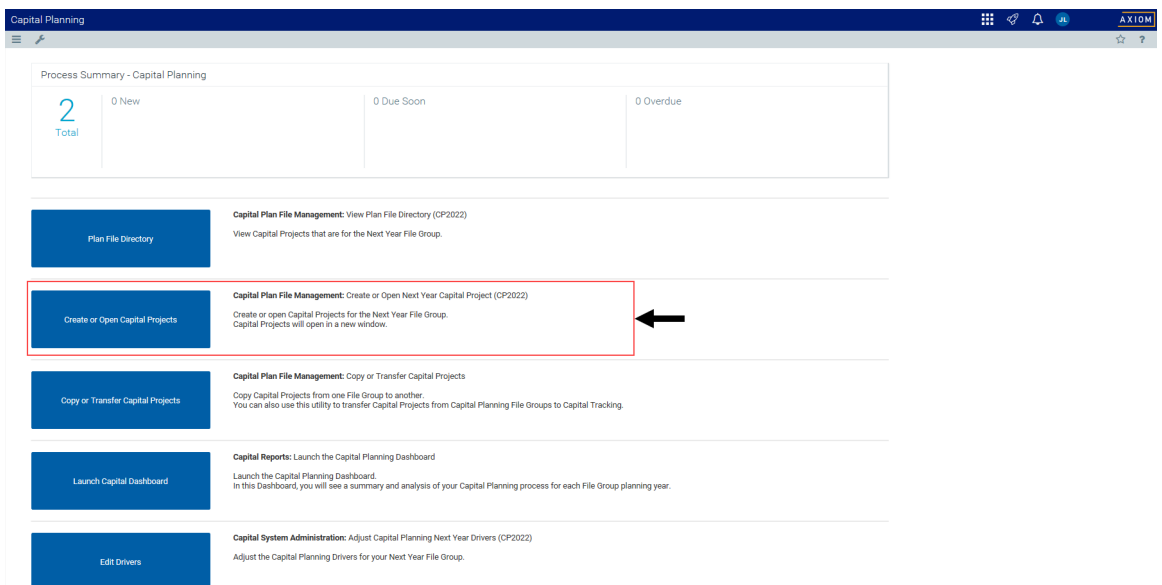 Capital Planning
JL
AXIOM
?
Process Summary - Capital Planning
2
Total
0 New
0 Due Soon
0 Overdue
Plan File Directory
Capital Plan File Management: View Plan File Directory (CP2022)
View Capital Projects that are for the Next Year File Group.
Create or Open Capital Projects
Capital Plan File Management: Create or Open Next Year Capital Project (CP2022)
Create or open Capital Projects for the Next Year File Group.
Capital Projects will open in a new window.
Copy or Transfer Capital Projects
Capital Plan File Management: Copy or Transfer Capital Projects
Copy Capital Projects from one File Group to another.
You can also use this utility to transfer Capital Projects from Capital Planning File Groups to Capital Tracking.
Launch Capital Dashboard
Capital Reports: Launch the Capital Planning Dashboard
Launch the Capital Planning Dashboard.
In this Dashboard, you will see a summary and analysis of your Capital Planning process for each File Group planning year.
Edit Drivers
Capital System Administration: Adjust Capital Planning Next Year Drivers (CP2022)
Adjust the Capital Planning Drivers for your Next Year File Group.